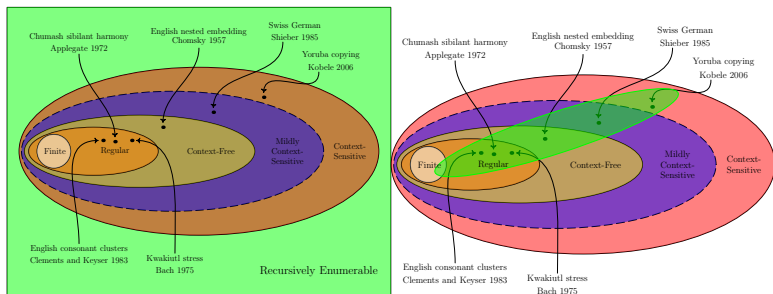 Swiss German
Shieber 1985
English nested embedding
Chomsky 1957
Chumash sibilant harmony
Applegate 1972
Yoruba copying
Kobele 2006
Finite
Regular
Context-Free
Mildly
Context-
Sensitive
Context-
Sensitive
English consonant clusters
Clements and Keyser 1983
Kwakiutl stress
Bach 1975
Recursively Enumerable
Swiss German
Shieber 1985
English nested embedding
Chomsky 1957
Chumash sibilant harmony
Applegate 1972
Yoruba copying
Kobele 2006
Finite
Regular
Context-Free
Mildly
Context-
Sensitive
Context-
Sensitive
English consonant clusters
Clements and Keyser 1983
Kwakiutl stress
Bach 1975